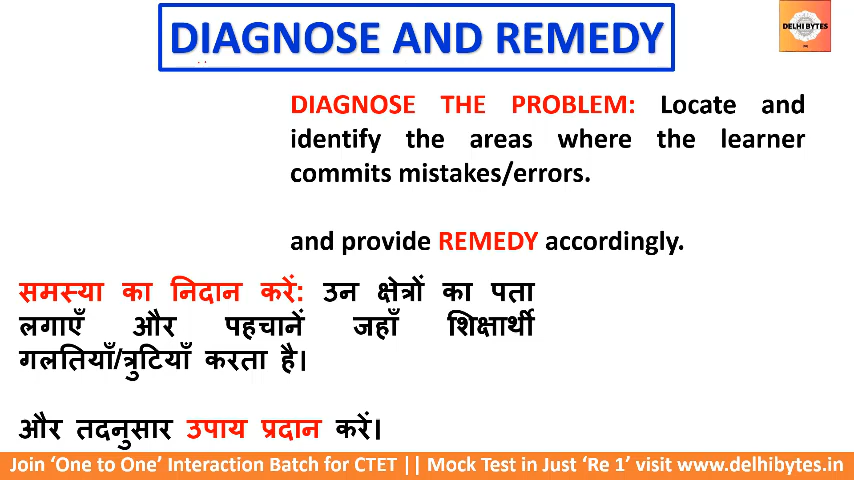 DIAGNOSE AND REMEDY
DELHI BYTES
DIAGNOSE THE PROBLEM: Locate and
identify the areas where the learner
commits mistakes/errors.
and provide REMEDY accordingly.
समस्या का निदान करें: उन क्षेत्रों का पता
लगाएँ और पहचानें जहाँ शिक्षार्थी
गलतियाँ/त्रुटियाँ करता है।
और तदनुसार उपाय प्रदान करें।
Join ‘One to One’ Interaction Batch for CTET || Mock Test in Just ‘Re 1’ visit www.delhibytes.in